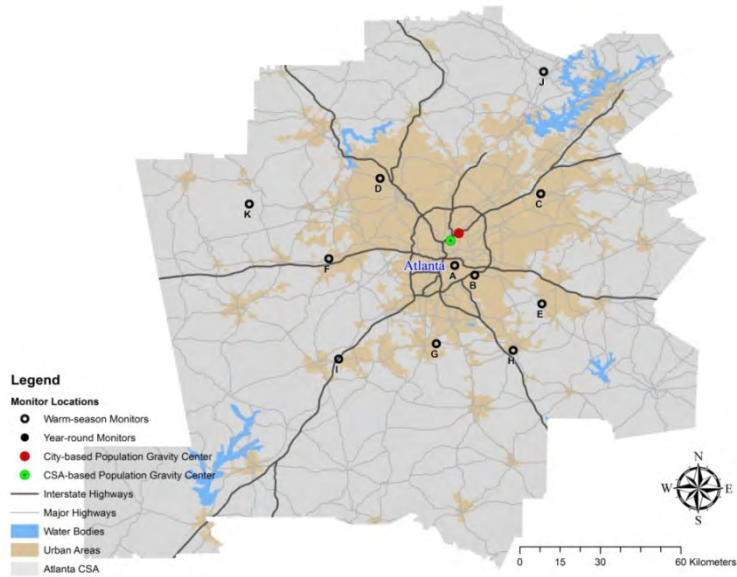 J
D
K
C
F
Atlanta
A
B
E
G
H
I
Legend
Monitor Locations
Warm-season Monitors
Year-round Monitors
City-based Population Gravity Center
CSA-based Population Gravity Center
Interstate Highways
Major Highways
Water Bodies
Urban Areas
Atlanta CSA
N
W E
S
0 15 30 60 Kilometers